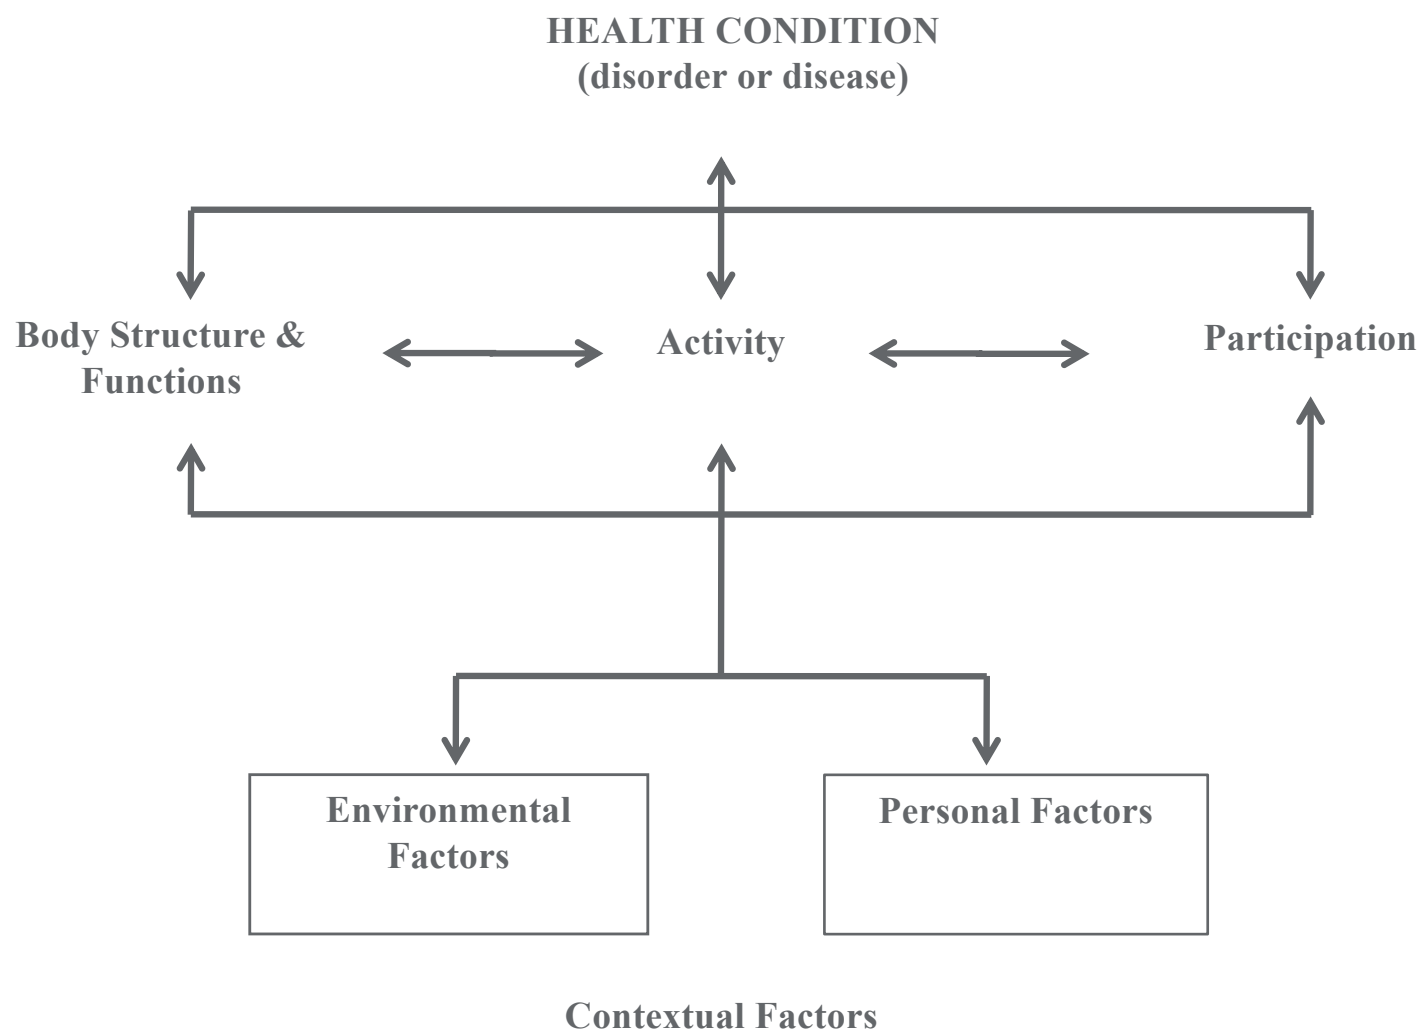 HEALTH CONDITION
(disorder or disease)
Body Structure &
Functions
Activity
Participation
Environmental
Factors
Personal Factors
Contextual Factors